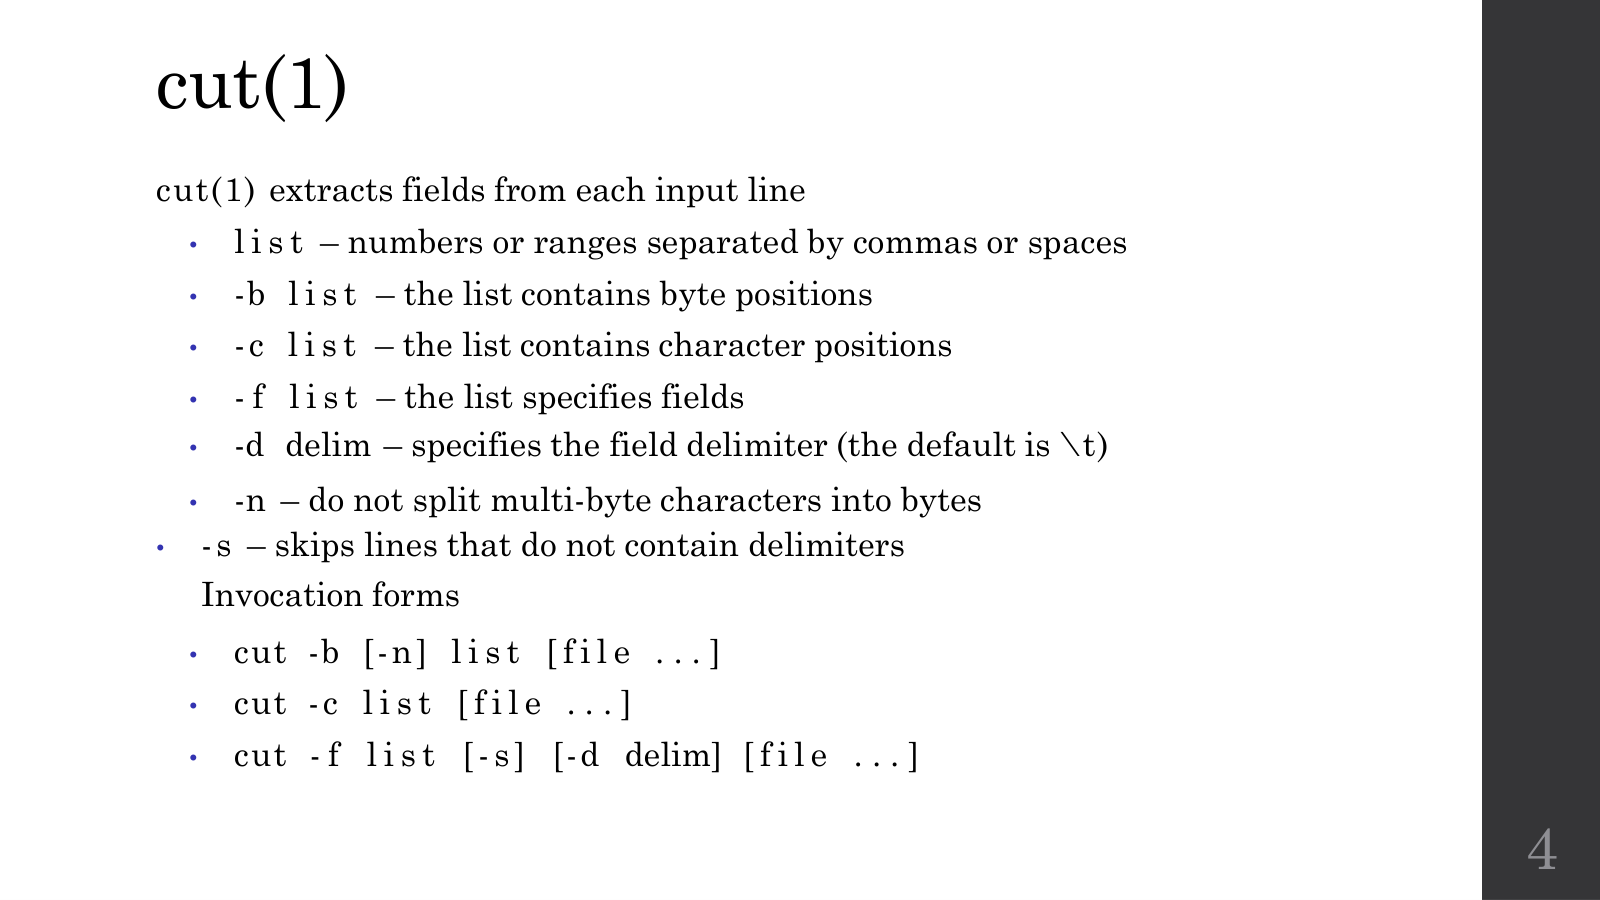 cut(1)
cut(1) extracts fields from each input line
• list – numbers or ranges separated by commas or spaces
• -b list – the list contains byte positions
• -c list – the list contains character positions
• -f list – the list specifies fields
• -d delim – specifies the field delimiter (the default is \t)
• -n – do not split multi-byte characters into bytes
• -s – skips lines that do not contain delimiters
Invocation forms
• cut -b [-n] list [file ...]
• cut -c list [file ...]
• cut -f list [-s] [-d delim] [file ...]
4